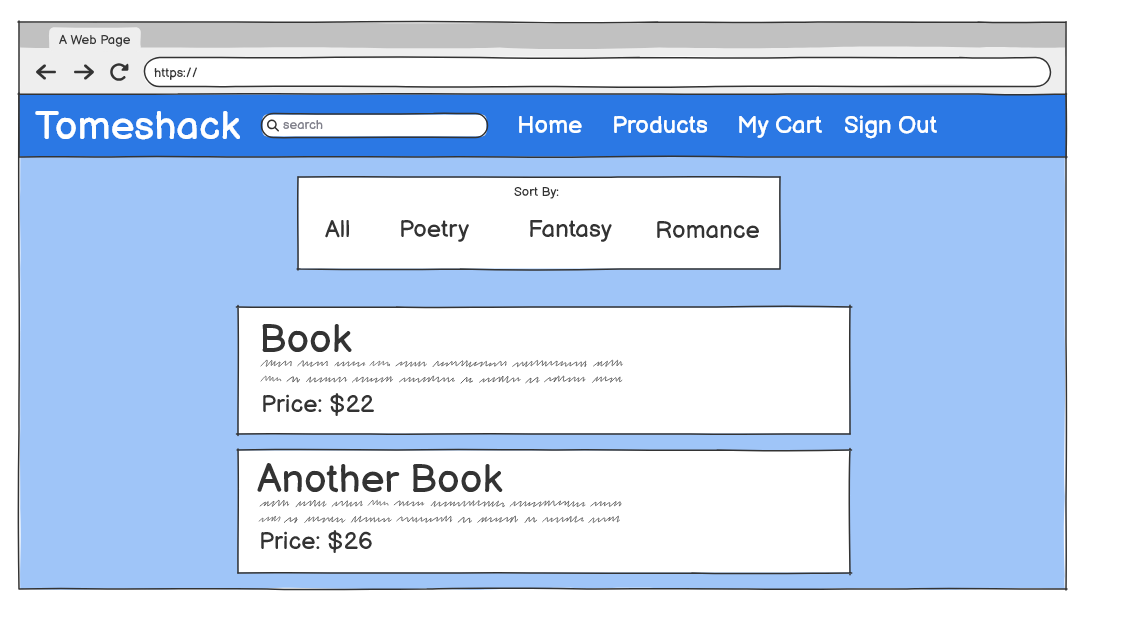 A Web Page
https://
Tomeshack search Home Products My Cart Sign Out
Sort By:
All Poetry Fantasy Romance
Book
Price: $22
Another Book
Price: $26